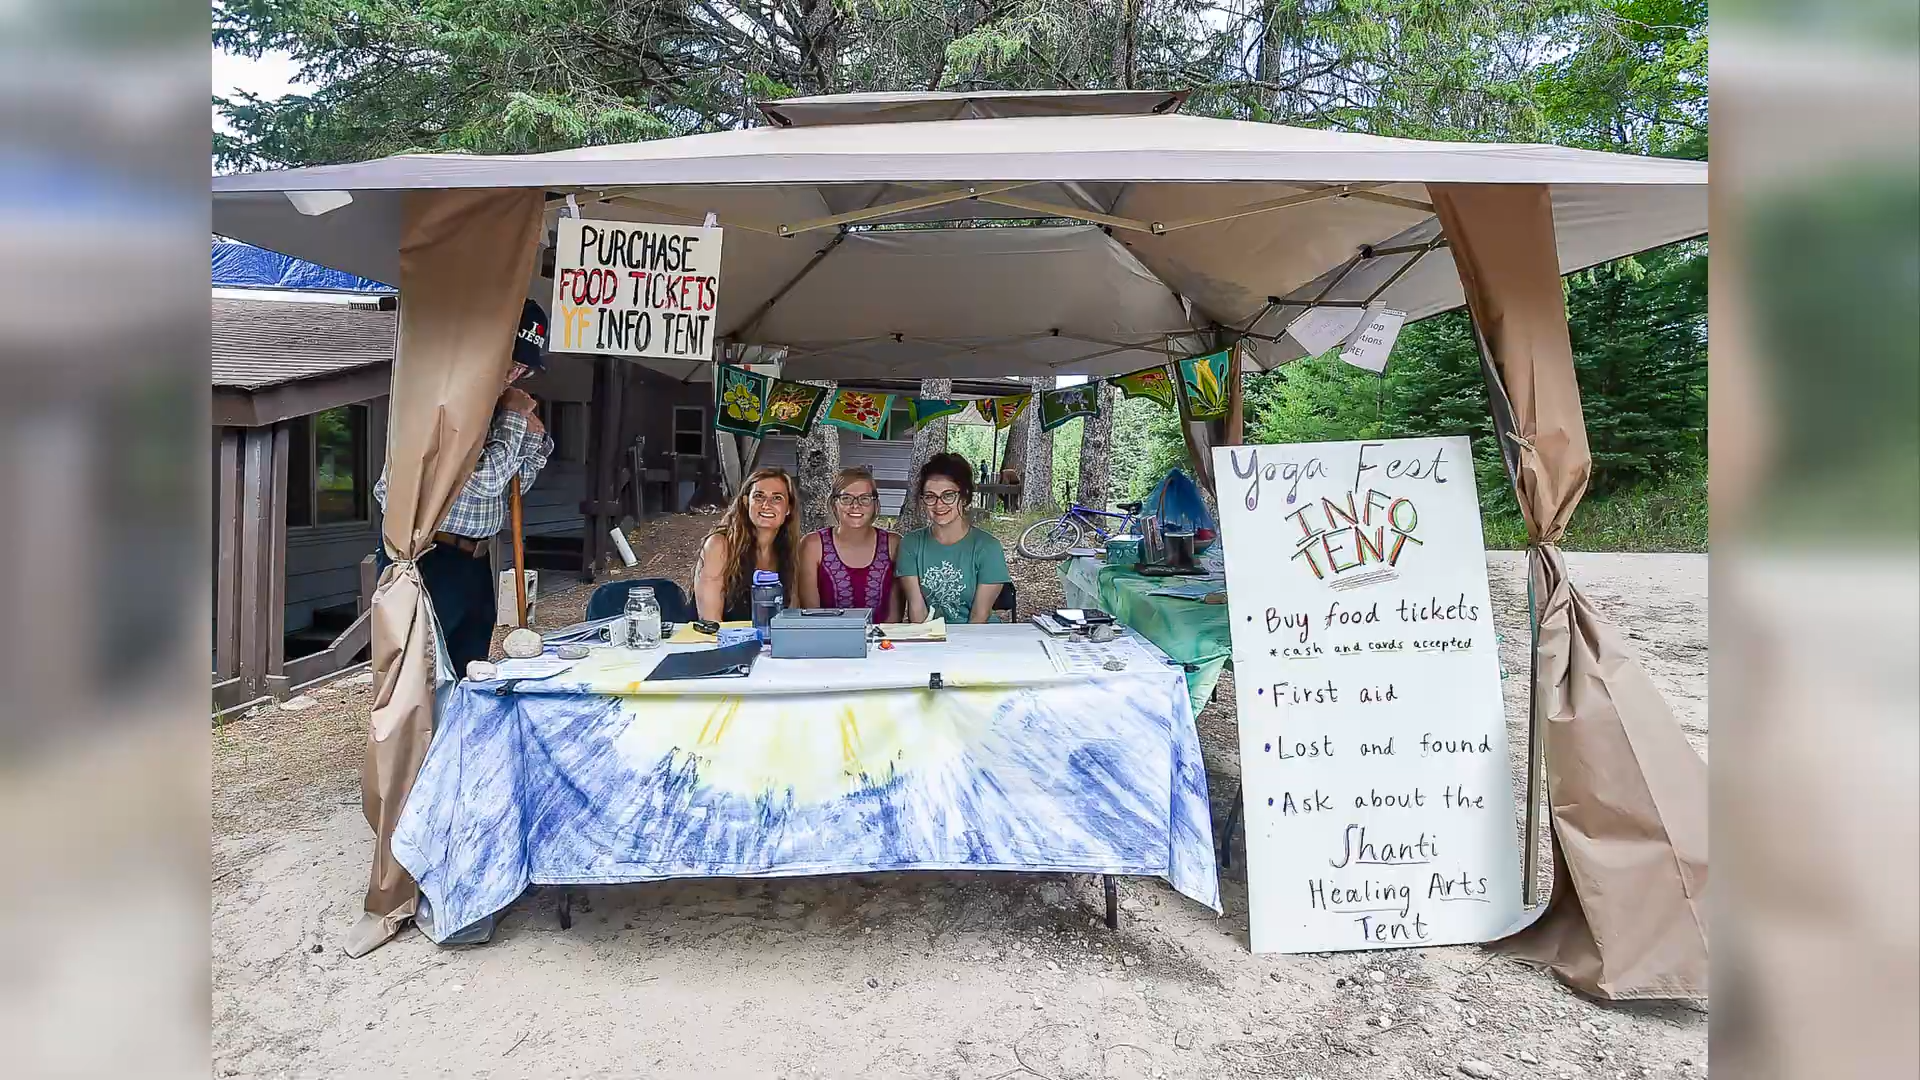 PURCHASE
FOOD TICKETS
YF INFO TENT
I
Yoga Fest
INFO
TENT
• Buy food tickets
* cash and cards accepted
• First aid
• Lost and found
• Ask about the
Shanti
Healing Arts
Tent